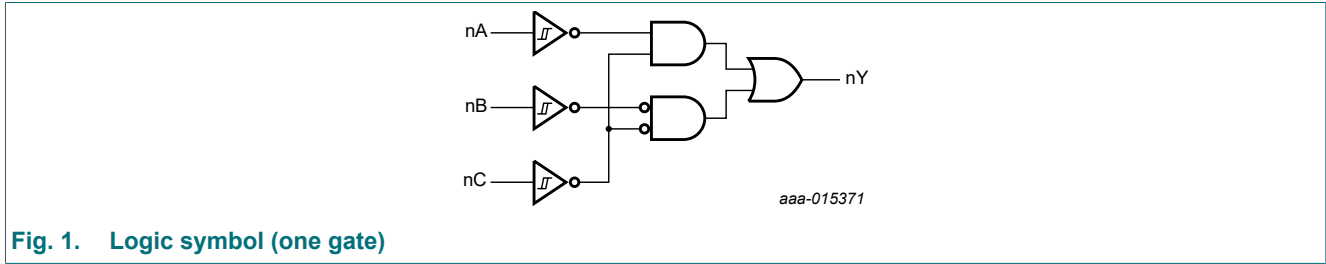 nA
nB
nC
nY
aaa-015371
Fig. 1. Logic symbol (one gate)